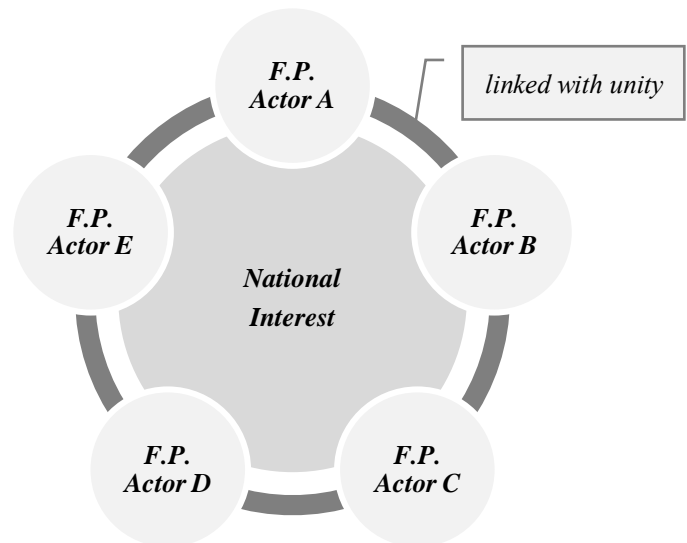 F.P.
Actor A
linked with unity
F.P.
Actor E
F.P.
Actor B
National
Interest
F.P.
Actor D
F.P.
Actor C